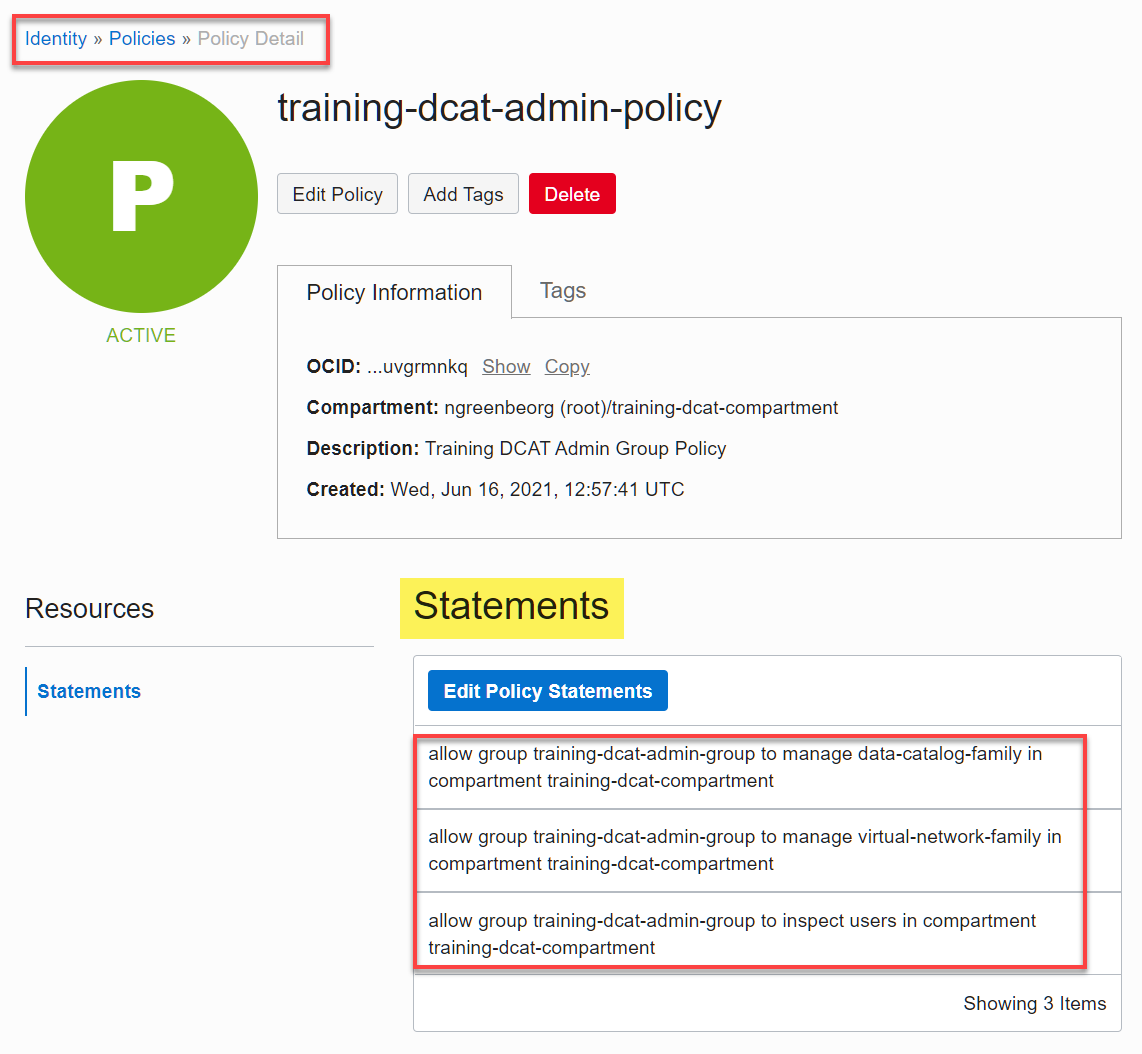 Identity » Policies » Policy Detail
P
ACTIVE
training-dcat-admin-policy
Edit Policy Add Tags Delete
Policy Information Tags
OCID: ...uvgrmnkq Show Copy
Compartment: ngreenbeorg (root)/training-dcat-compartment
Description: Training DCAT Admin Group Policy
Created: Wed, Jun 16, 2021, 12:57:41 UTC
Resources
Statements
Statements
Edit Policy Statements
allow group training-dcat-admin-group to manage data-catalog-family in
compartment training-dcat-compartment
allow group training-dcat-admin-group to manage virtual-network-family in
compartment training-dcat-compartment
allow group training-dcat-admin-group to inspect users in compartment
training-dcat-compartment
Showing 3 Items